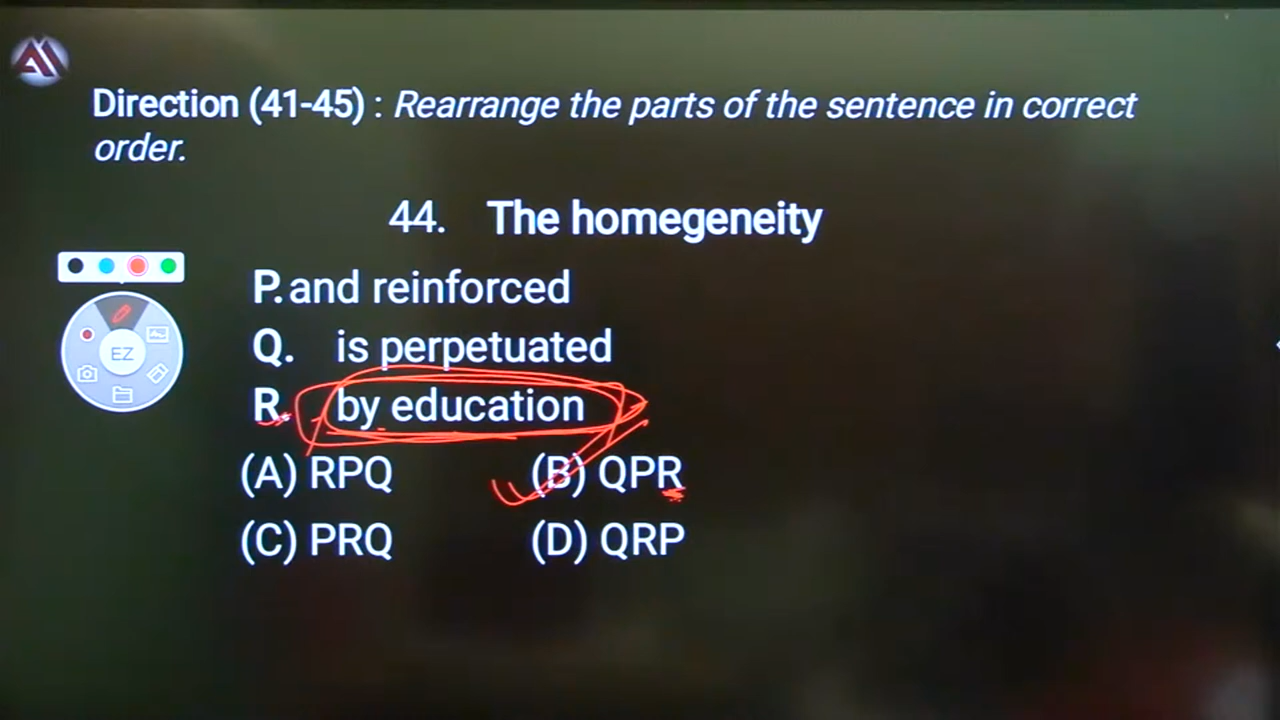 Direction (41-45) : Rearrange the parts of the sentence in correct
order.
44. The homegeneity
P. and reinforced
Q. is perpetuated
R. by education
(A) RPQ (B) QPR
(C) PRQ (D) QRP
EZ